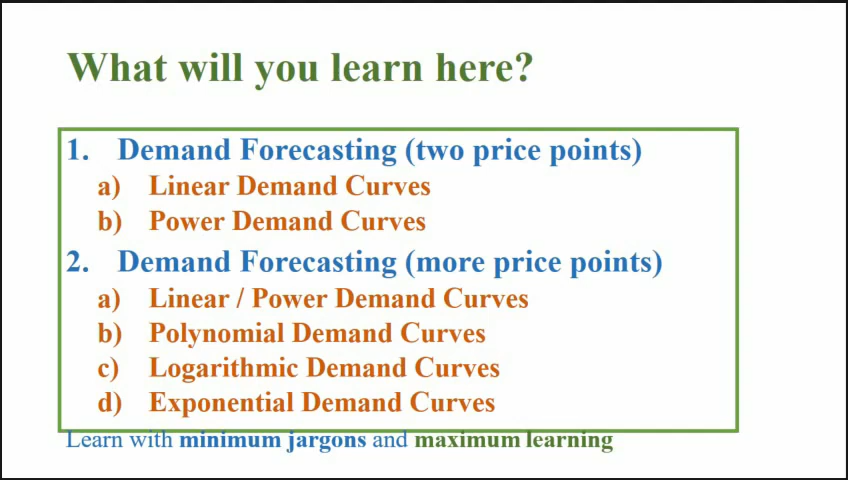 What will you learn here?
1. Demand Forecasting (two price points)
a) Linear Demand Curves
b) Power Demand Curves
2. Demand Forecasting (more price points)
a) Linear / Power Demand Curves
b) Polynomial Demand Curves
c) Logarithmic Demand Curves
d) Exponential Demand Curves
Learn with minimum jargons and maximum learning